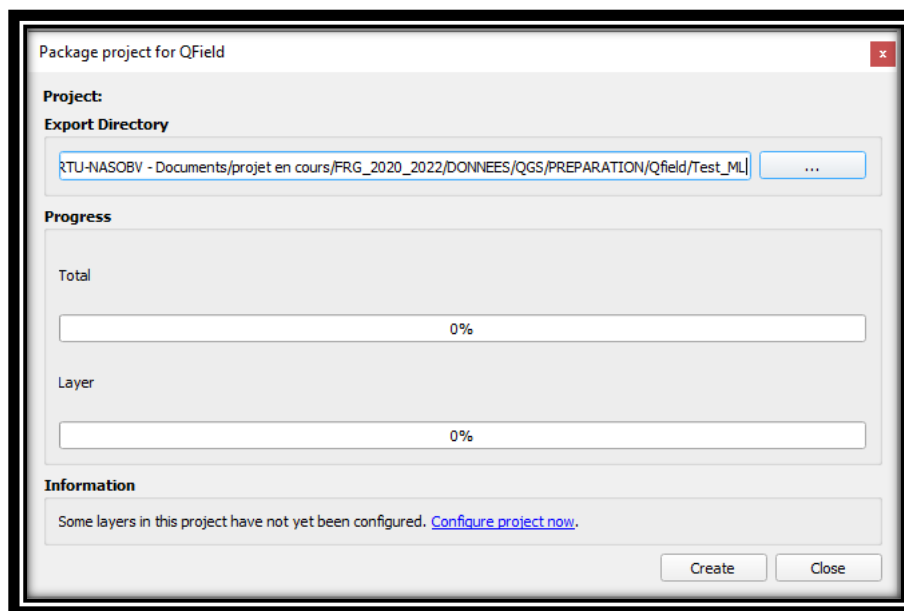 Package project for QField
x
Project:
Export Directory
RTU-NASOBV - Documents/projet en cours/FRG_2020_2022/DONNEES/QGS/PREPARATION/Qfield/Test_ML
...
Progress
Total
0%
Layer
0%
Information
Some layers in this project have not yet been configured. Configure project now.
Create Close